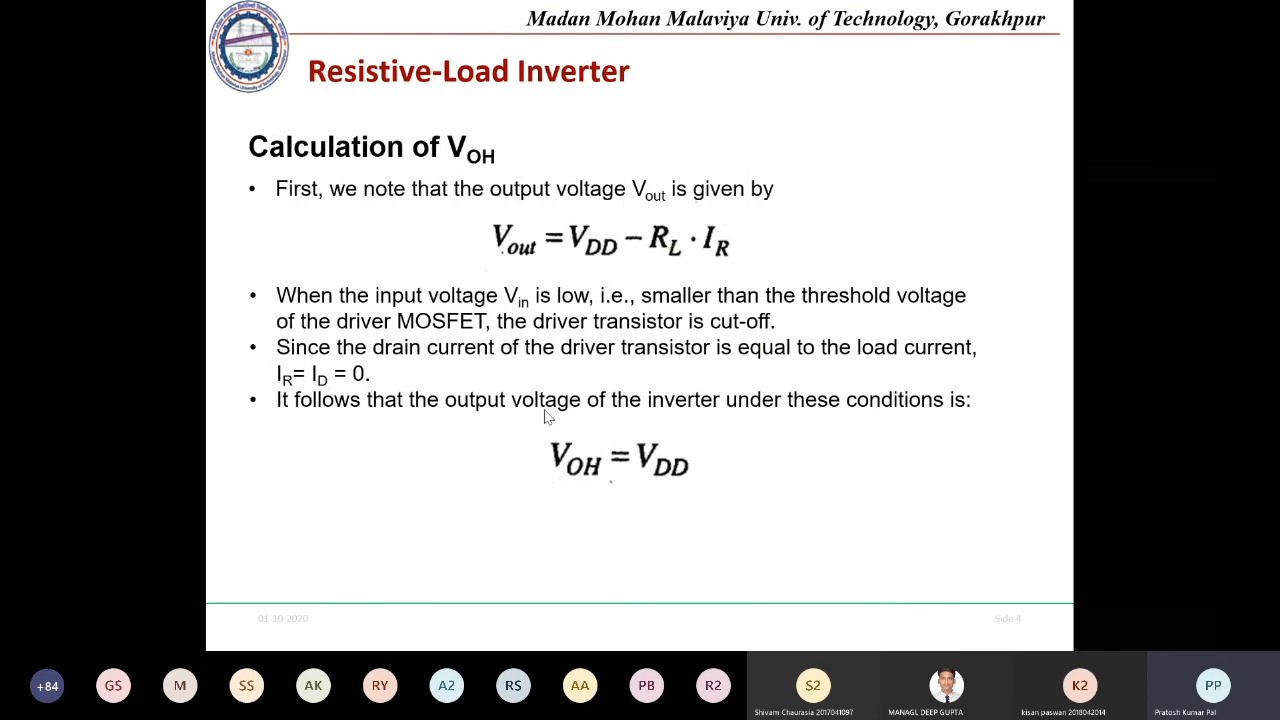 Madan Mohan Malaviya Univ. of Technology, Gorakhpur
Resistive-Load Inverter
Calculation of VOH
• First, we note that the output voltage Vout is given by
Vout = VDD − RL · IR
• When the input voltage Vin is low, i.e., smaller than the threshold voltage
of the driver MOSFET, the driver transistor is cut-off.
• Since the drain current of the driver transistor is equal to the load current,
IR= ID = 0.
• It follows that the output voltage of the inverter under these conditions is:
VOH = VDD
01-10-2020
Side 4
+84
GS
M
SS
AK
RY
A2
RS
AA
PB
R2
S2
K2
PP
Shivam Chaurasia 2017041097
MANAGL DEEP GUPTA
kisan paswan 2018042014
Pratosh Kumar Pal